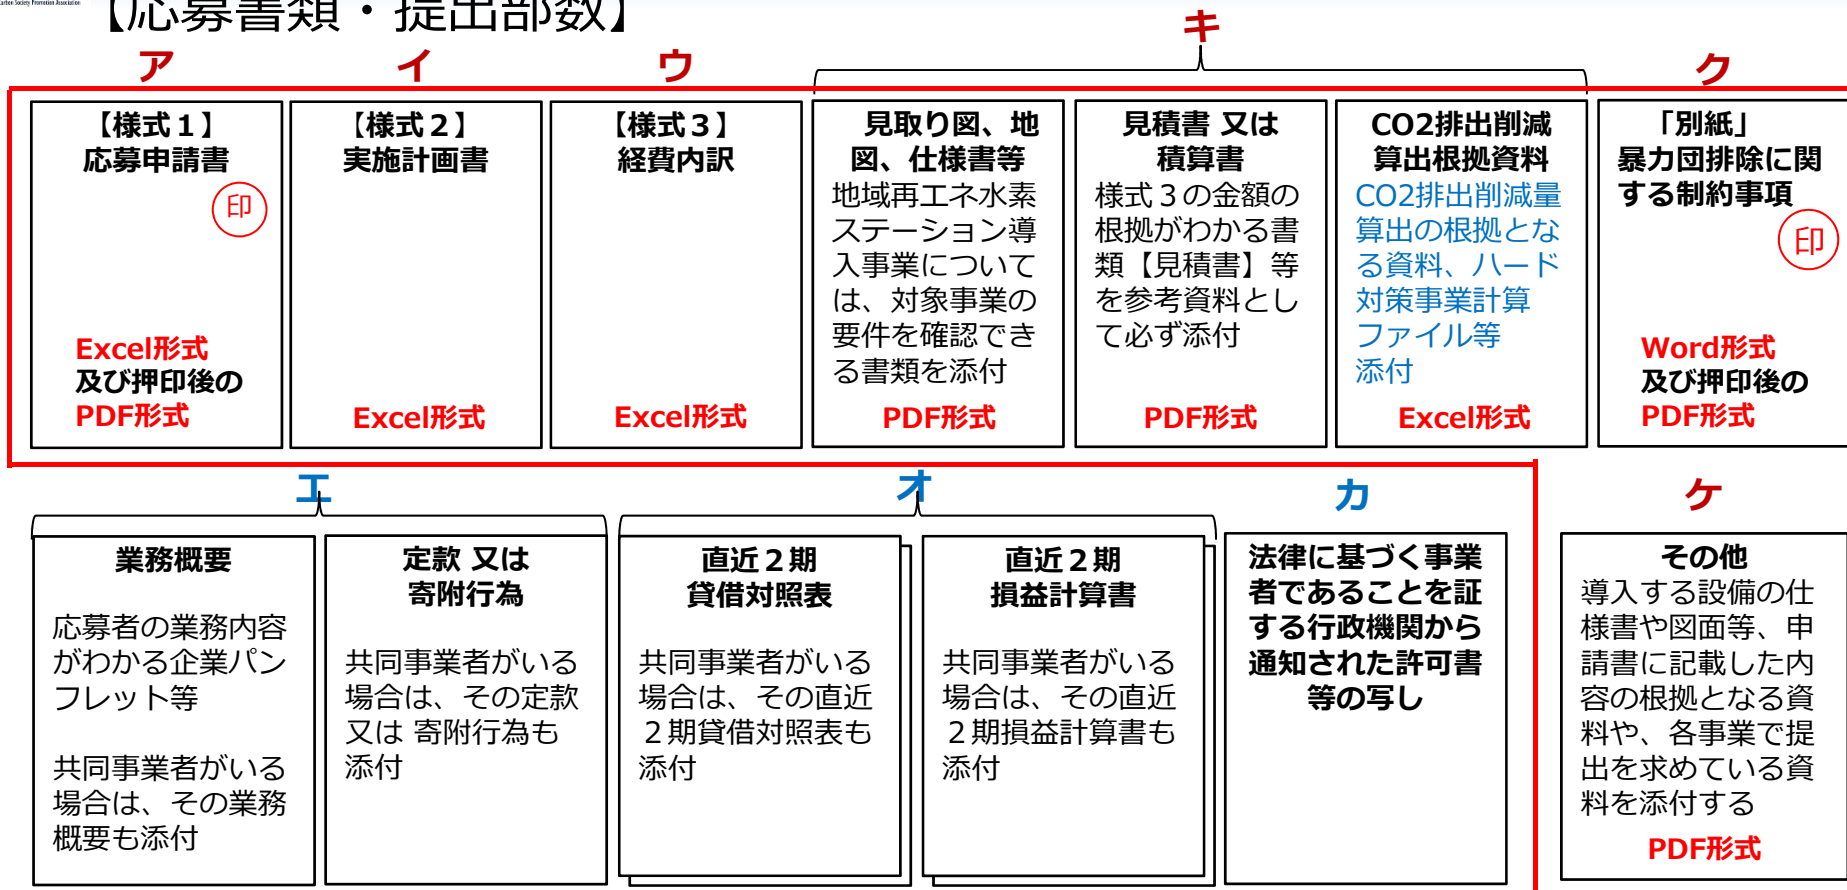 Carbon Society Promotion Association
【応募書類・提出部数】
ア
イ
ウ
キ
ク
【様式１】
応募申請書
印
Excel形式
及び押印後の
PDF形式
【様式２】
実施計画書
Excel形式
【様式３】
経費内訳
Excel形式
見取り図、地
図、仕様書等
地域再エネ水素
ステーション導
入事業について
は、対象事業の
要件を確認でき
る書類を添付
PDF形式
見積書 又は
積算書
様式３の金額の
根拠がわかる書
類【見積書】等
を参考資料とし
て必ず添付
PDF形式
CO2排出削減
算出根拠資料
CO2排出削減量
算出の根拠とな
る資料、ハード
対策事業計算
ファイル等
添付
Excel形式
「別紙」
暴力団排除に関
する制約事項
印
Word形式
及び押印後の
PDF形式
エ
オ
カ
ケ
業務概要
応募者の業務内容
がわかる企業パン
フレット等
共同事業者がいる
場合は、その業務
概要も添付
定款 又は
寄附行為
共同事業者がいる
場合は、その定款
又は 寄附行為も
添付
直近２期
貸借対照表
共同事業者がいる
場合は、その直近
２期貸借対照表も
添付
直近２期
損益計算書
共同事業者がいる
場合は、その直近
２期損益計算書も
添付
法律に基づく事業
者であることを証
する行政機関から
通知された許可書
等の写し
その他
導入する設備の仕
様書や図面等、申
請書に記載した内
容の根拠となる資
料や、各事業で提
出を求めている資
料を添付する
PDF形式